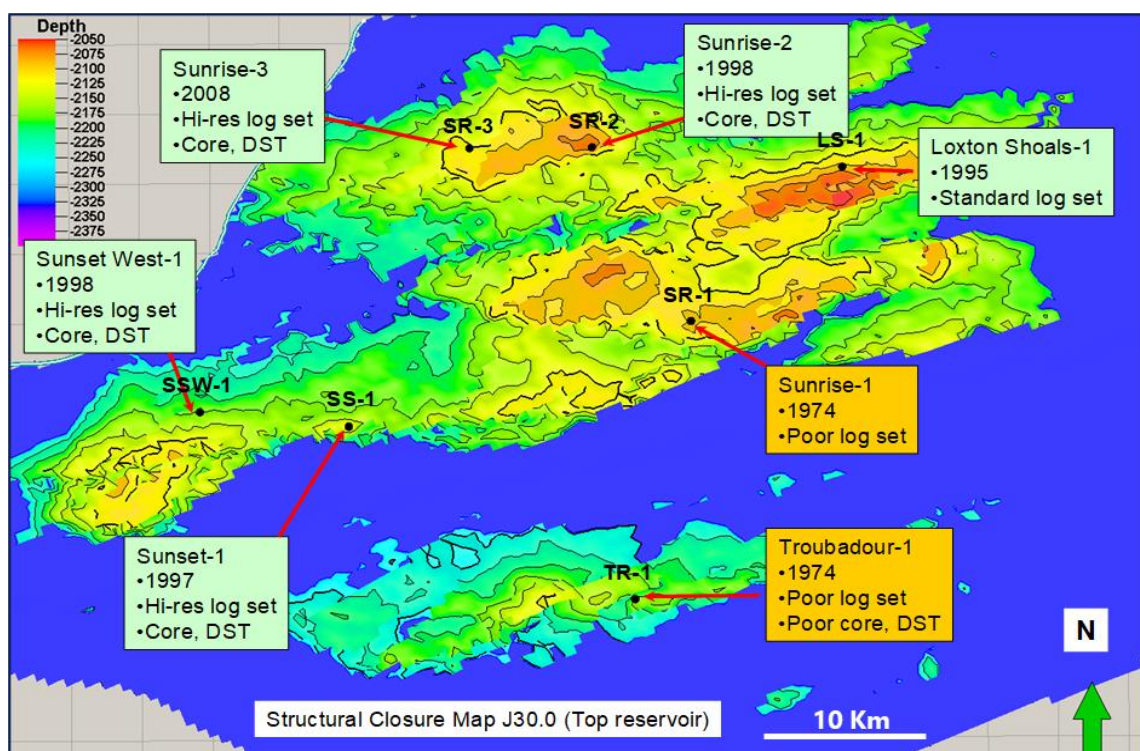 Depth
-2050
-2075
-2100
-2125
-2150
-2175
-2200
-2225
-2250
-2275
-2300
-2325
-2350
-2375
Sunrise-3
•2008
•Hi-res log set
•Core, DST
Sunrise-2
•1998
•Hi-res log set
•Core, DST
SR-3
SR-2
LS-1
Loxton Shoals-1
•1995
•Standard log set
Sunset West-1
•1998
•Hi-res log set
•Core, DST
SR-1
Sunrise-1
•1974
•Poor log set
SSW-1
SS-1
Sunset-1
•1997
•Hi-res log set
•Core, DST
TR-1
Troubadour-1
•1974
•Poor log set
•Poor core, DST
N
Structural Closure Map J30.0 (Top reservoir)
10 Km